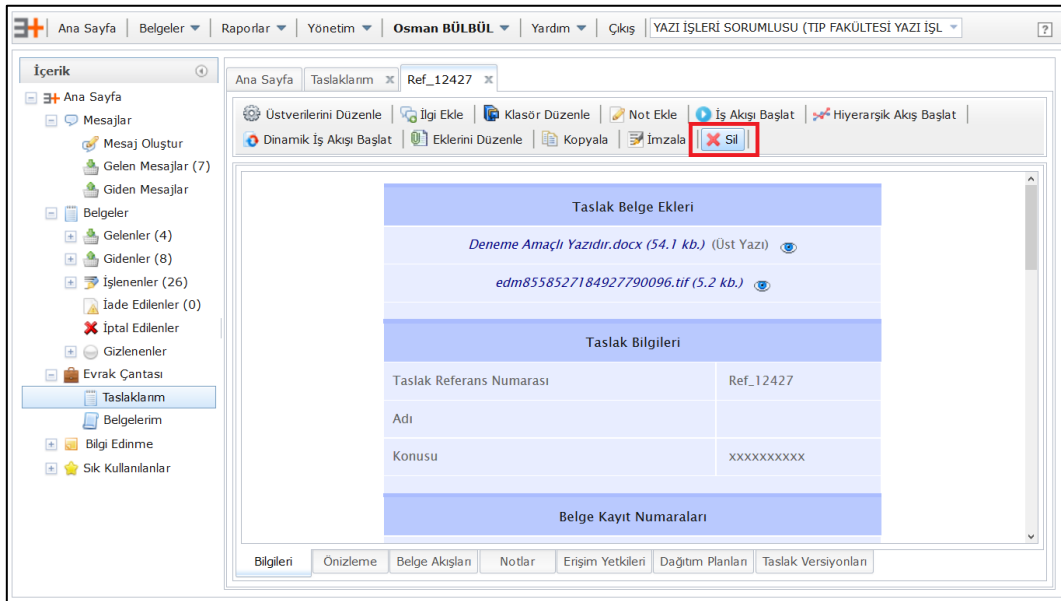 Ana Sayfa Belgeler Raporlar Yönetim Osman BÜLBÜL Yardım Çıkış YAZI İŞLERİ SORUMLUSU (TIP FAKÜLTESİ YAZI İŞL ?
İçerik
Ana Sayfa
Mesajlar
Mesaj Oluştur
Gelen Mesajlar (7)
Giden Mesajlar
Belgeler
Gelenler (4)
Gidenler (8)
İşlenenler (26)
İade Edilenler (0)
İptal Edilenler
Gizlenenler
Evrak Çantası
Taslaklarım
Belgelerim
Bilgi Edinme
Sık Kullanılanlar
Ana Sayfa Taslaklarım x Ref_12427 x
Üstverilerini Düzenle İlgi Ekle Klasör Düzenle Not Ekle İş Akışı Başlat Hiyerarşik Akış Başlat
Dinamik İş Akışı Başlat Eklerini Düzenle Kopyala İmzala Sil
Taslak Belge Ekleri
Deneme Amaçlı Yazıdır.docx (54.1 kb.) (Üst Yazı)
edm8558527184927790096.tif (5.2 kb.)
Taslak Bilgileri
Taslak Referans Numarası Ref_12427
Adı
Konusu xxxxxxxxxx
Belge Kayıt Numaraları
Bilgileri Önizleme Belge Akışları Notlar Erişim Yetkileri Dağıtım Planları Taslak Versiyonları